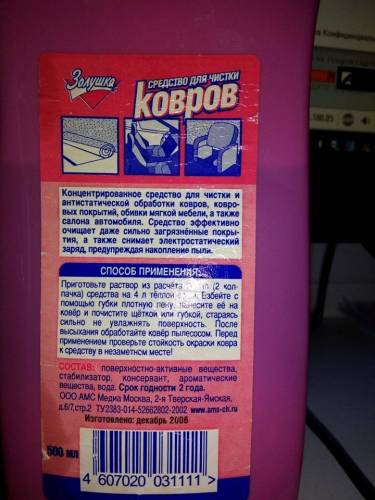 Золушка
СРЕДСТВО ДЛЯ ЧИСТКИ
КОВРОВ
Концентрированное средство для чистки и
антистатической обработки ковров, ковро-
вых покрытий, обивки мягкой мебели, а также
салона автомобиля. Средство эффективно
очищает даже сильно загрязнённые покры-
тия, а также снимает электростатический
заряд, предупреждая накопление пыли.
СПОСОБ ПРИМЕНЕНИЯ:
Приготовьте раствор из расчёта (2 кол-
пачка) средства на 4 л тёплой Взбейте с
помощью губки плотную пену, нанесите её на
ковёр и почистите щёткой или губкой, стараясь
сильно не увлажнять поверхность. После
высыхания обработайте ковёр пылесосом. Перед
применением проверьте стойкость окраски ковра
к средству в незаметном месте!
СОСТАВ: поверхностно-активные вещества,
стабилизатор, консервант, ароматические
вещества, вода. Срок годности 2 года.
ООО АМС Медиа Москва, 2-я Тверская-Ямская,
д.6/7,стр.2 ТУ2383-014-52662802-2002 www.ams-ch.ru
Изготовлено: декабрь 2006
500 мл
4 607020 031111 >